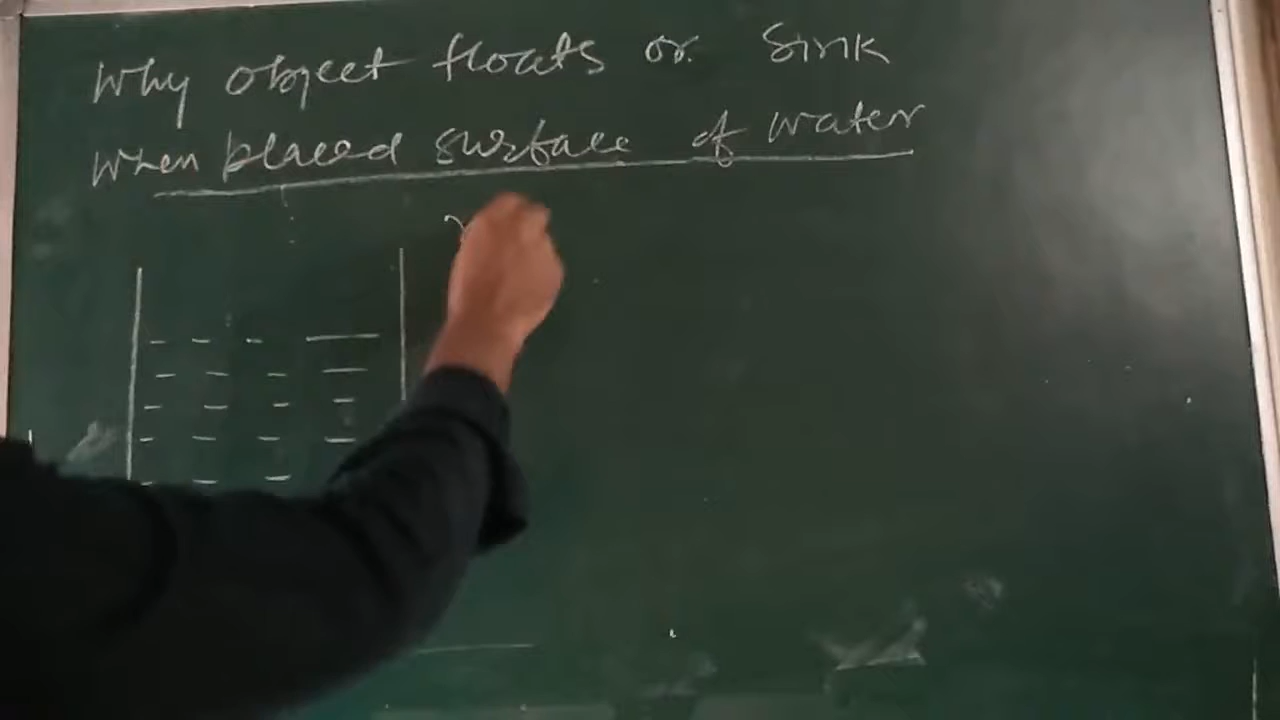 Why object floats or sink
when placed surface of water